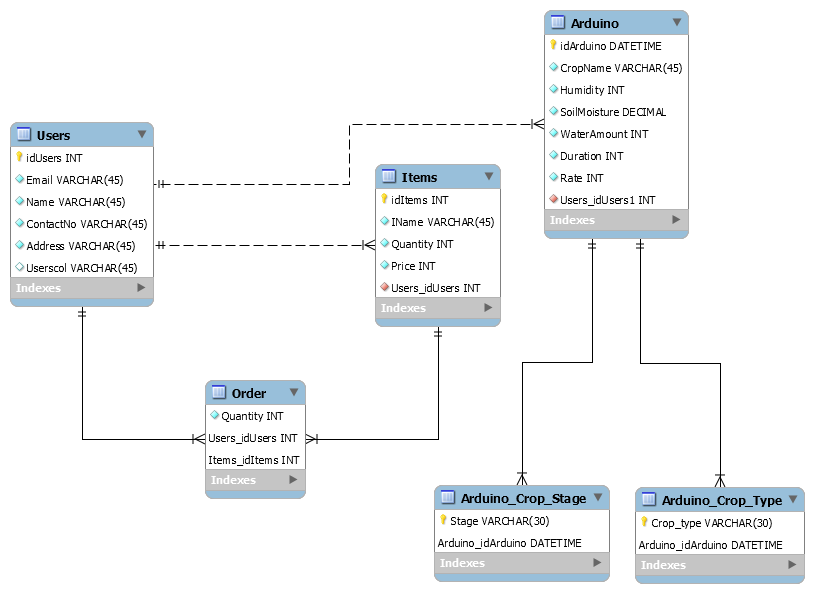 Arduino
idArduino DATETIME
CropName VARCHAR(45)
Humidity INT
SoilMoisture DECIMAL
WaterAmount INT
Duration INT
Rate INT
Users_idUsers1 INT
Indexes
Users
idUsers INT
Email VARCHAR(45)
Name VARCHAR(45)
ContactNo VARCHAR(45)
Address VARCHAR(45)
Userscol VARCHAR(45)
Indexes
Items
idItems INT
IName VARCHAR(45)
Quantity INT
Price INT
Users_idUsers INT
Indexes
Order
Quantity INT
Users_idUsers INT
Items_idItems INT
Indexes
Arduino_Crop_Stage
Stage VARCHAR(30)
Arduino_idArduino DATETIME
Indexes
Arduino_Crop_Type
Crop_type VARCHAR(30)
Arduino_idArduino DATETIME
Indexes